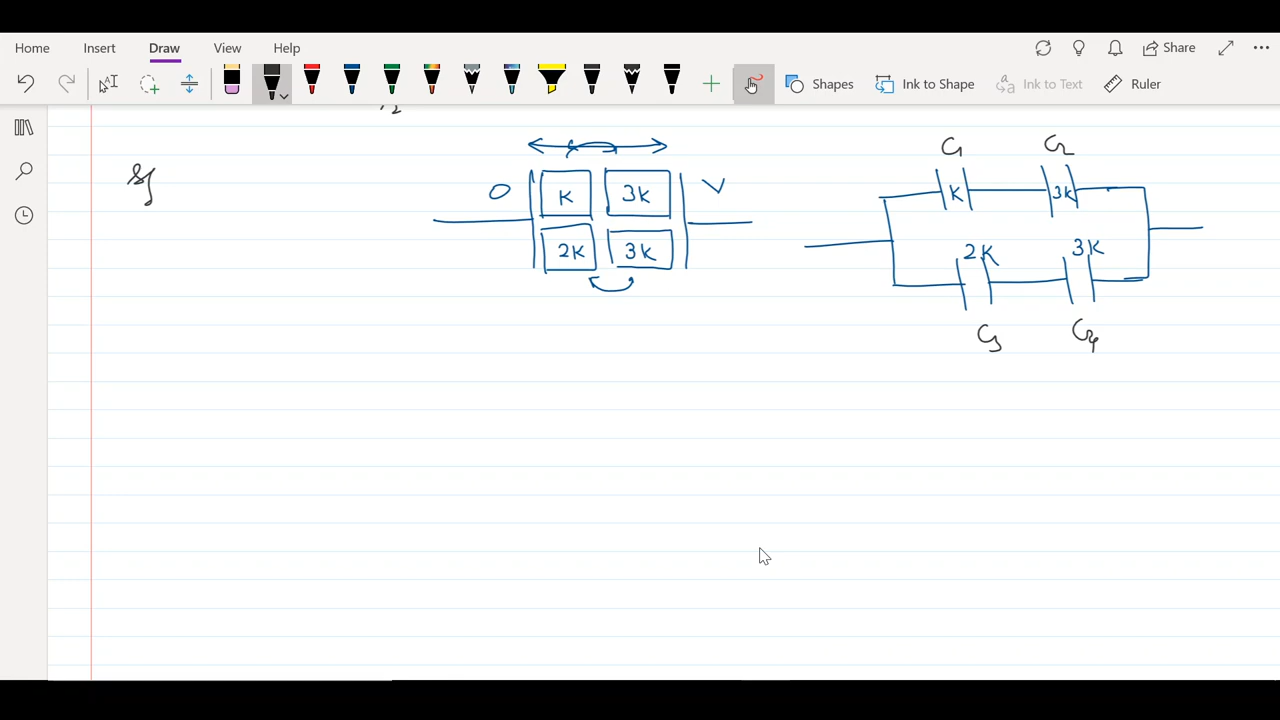 Home Insert Draw View Help Share
Shapes Ink to Shape Ink to Text Ruler
C1 C2
O K 3K V K 3K
2K 3K 2K 3K
C3 C4